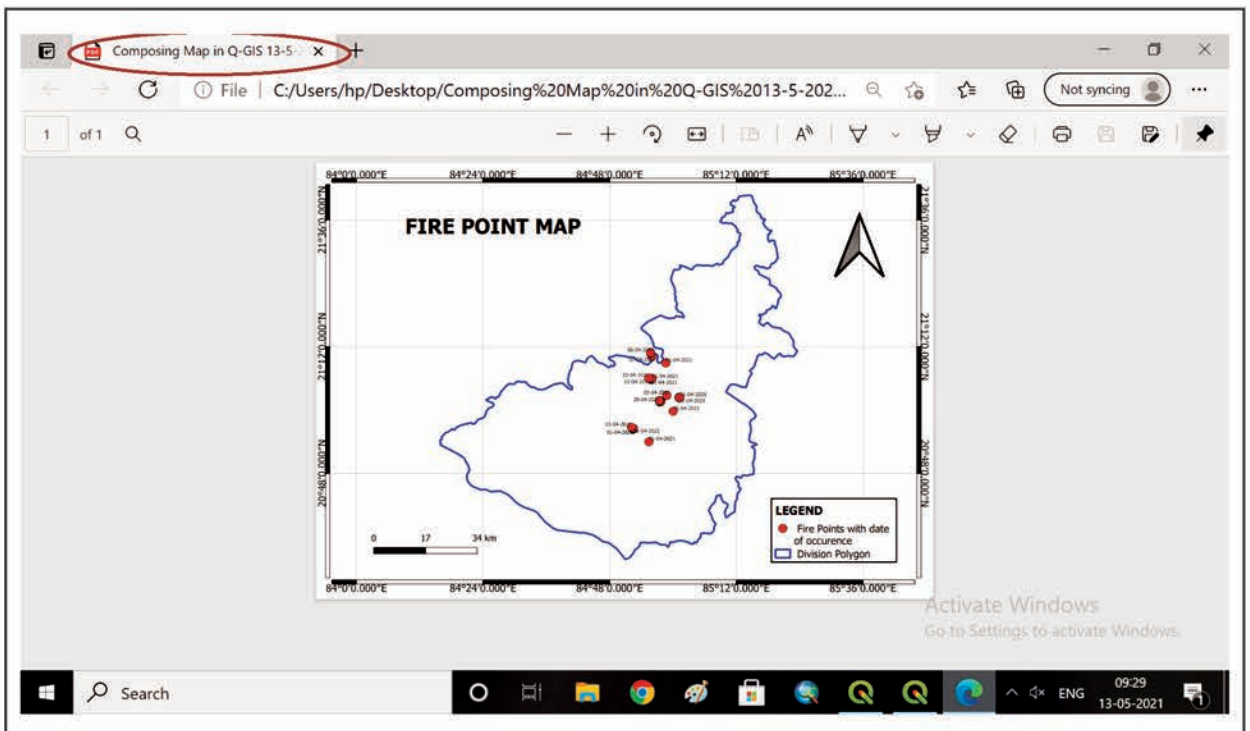 Composing Map in Q-GIS 13-5-
File C:/Users/hp/Desktop/Composing%20Map%20in%20Q-GIS%2013-5-202...
Not syncing
1 of 1
84°0'0.000"E 84°24'0.000"E 84°48'0.000"E 85°12'0.000"E 85°36'0.000"E
21°36'0.000"N
21°36'0.000"N
FIRE POINT MAP
21°12'0.000"N
21°12'0.000"N
20°48'0.000"N
20°48'0.000"N
LEGEND
Fire Points with date
of occurence
Division Polygon
0 17 34 km
84°0'0.000"E 84°24'0.000"E 84°48'0.000"E 85°12'0.000"E 85°36'0.000"E
Activate Windows
Go to Settings to activate Windows.
Search
ENG
09:29
13-05-2021